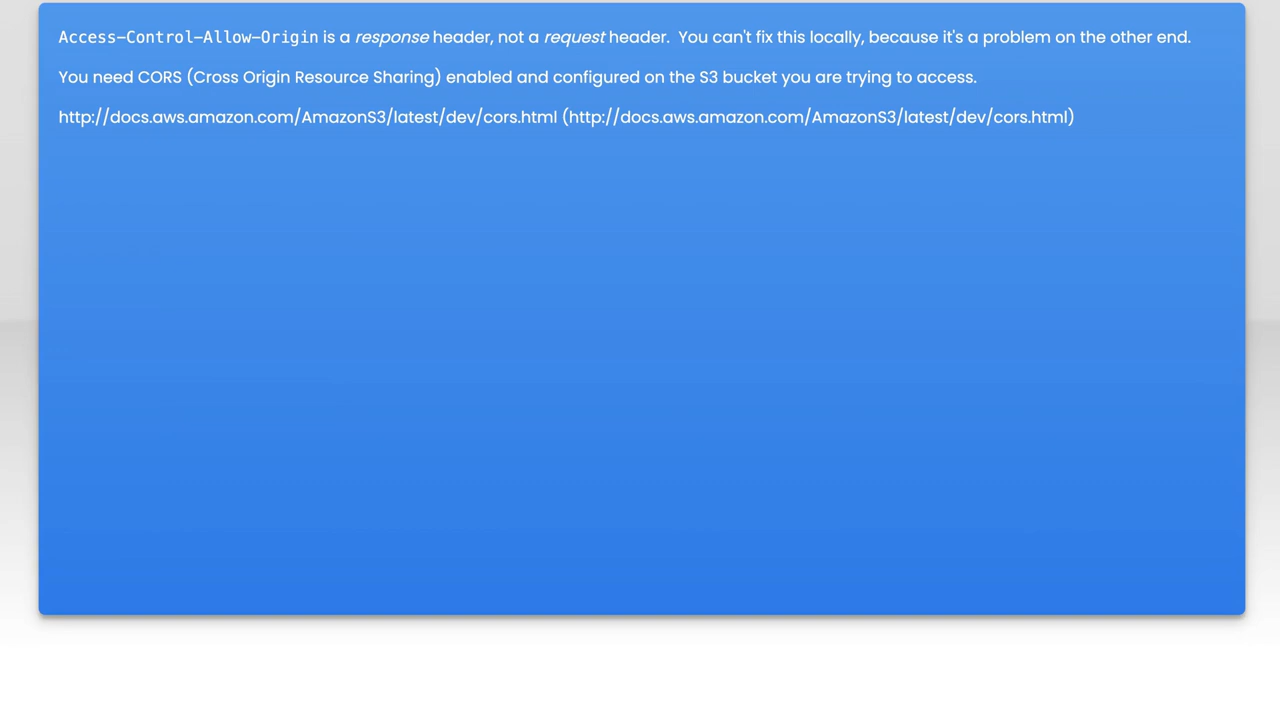 Access-Control-Allow-Origin is a response header, not a request header.  You can't fix this locally, because it's a problem on the other end.
You need CORS (Cross Origin Resource Sharing) enabled and configured on the S3 bucket you are trying to access.
http://docs.aws.amazon.com/AmazonS3/latest/dev/cors.html (http://docs.aws.amazon.com/AmazonS3/latest/dev/cors.html)